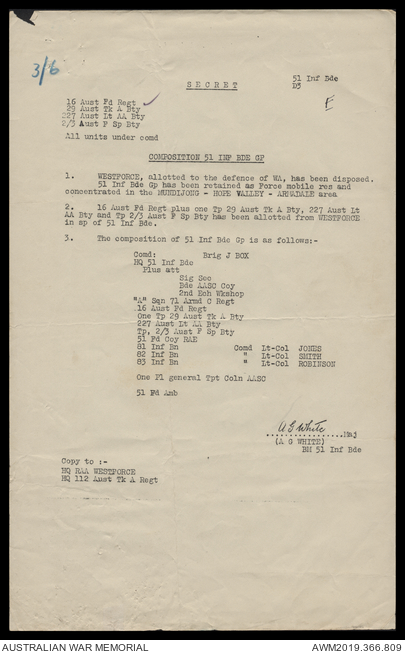 3/6
SECRET
51 Inf Bde
D3
E
16 Aust Fd Regt
29 Aust Tk A Bty
227 Aust Lt AA Bty
2/3 Aust F Sp Bty
All units under comd
COMPOSITION 51 INF BDE GP
1. WESTFORCE, allotted to the defence of WA, has been disposed.
51 Inf Bde Gp has been retained as Force mobile res and
concentrated in the MUNDIJONG - HOPE VALLEY - ARMADALE area
2. 16 Aust Fd Regt plus one Tp 29 Aust Tk A Bty, 227 Aust Lt
AA Bty and Tp 2/3 Aust F Sp Bty has been allotted from WESTFORCE
in sp of 51 Inf Bde.
3. The composition of 51 Inf Bde Gp is as follows:-
Comd: Brig J BOX
HQ 51 Inf Bde
Plus att
Sig Sec
Bde AASC Coy
2nd Ech Wkshop
"A" Sqn 71 Armd C Regt
16 Aust Fd Regt
One Tp 29 Aust Tk A Bty
227 Aust Lt AA Bty
Tp, 2/3 Aust F Sp Bty
51 Fd Coy RAE
81 Inf Bn Comd Lt-Col JONES
82 Inf Bn " Lt-Col SMITH
83 Inf Bn " Lt-Col ROBINSON
One Pl general Tpt Coln AASC
51 Fd Amb
A G White
..............Maj
(A G WHITE)
BM 51 Inf Bde
Copy to :-
HQ RAA WESTFORCE
HQ 112 Aust Tk A Regt
AUSTRALIAN WAR MEMORIAL AWM2019.366.809